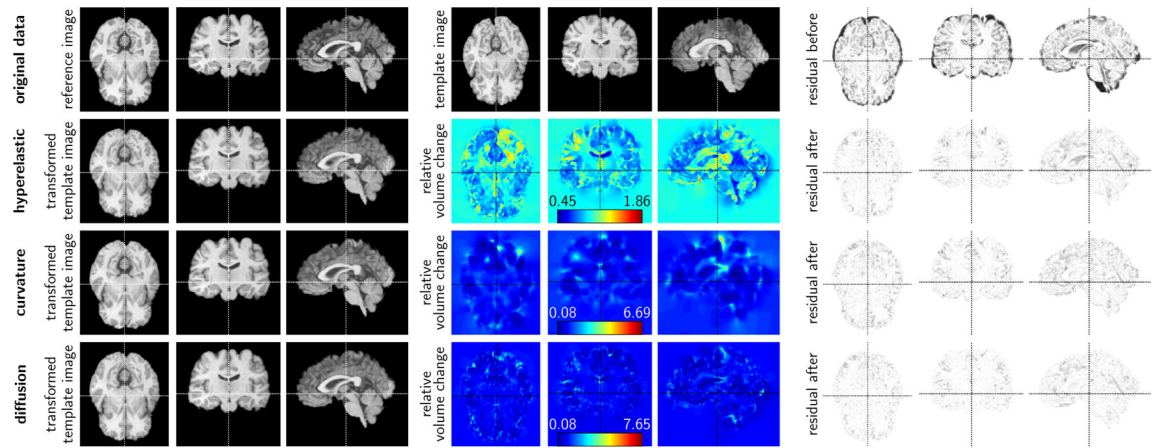 original data
reference image
template image
residual before
hyperelastic
transformed
template image
relative
volume change
0.45
1.86
residual after
curvature
transformed
template image
relative
volume change
0.08
6.69
residual after
diffusion
transformed
template image
relative
volume change
0.08
7.65
residual after